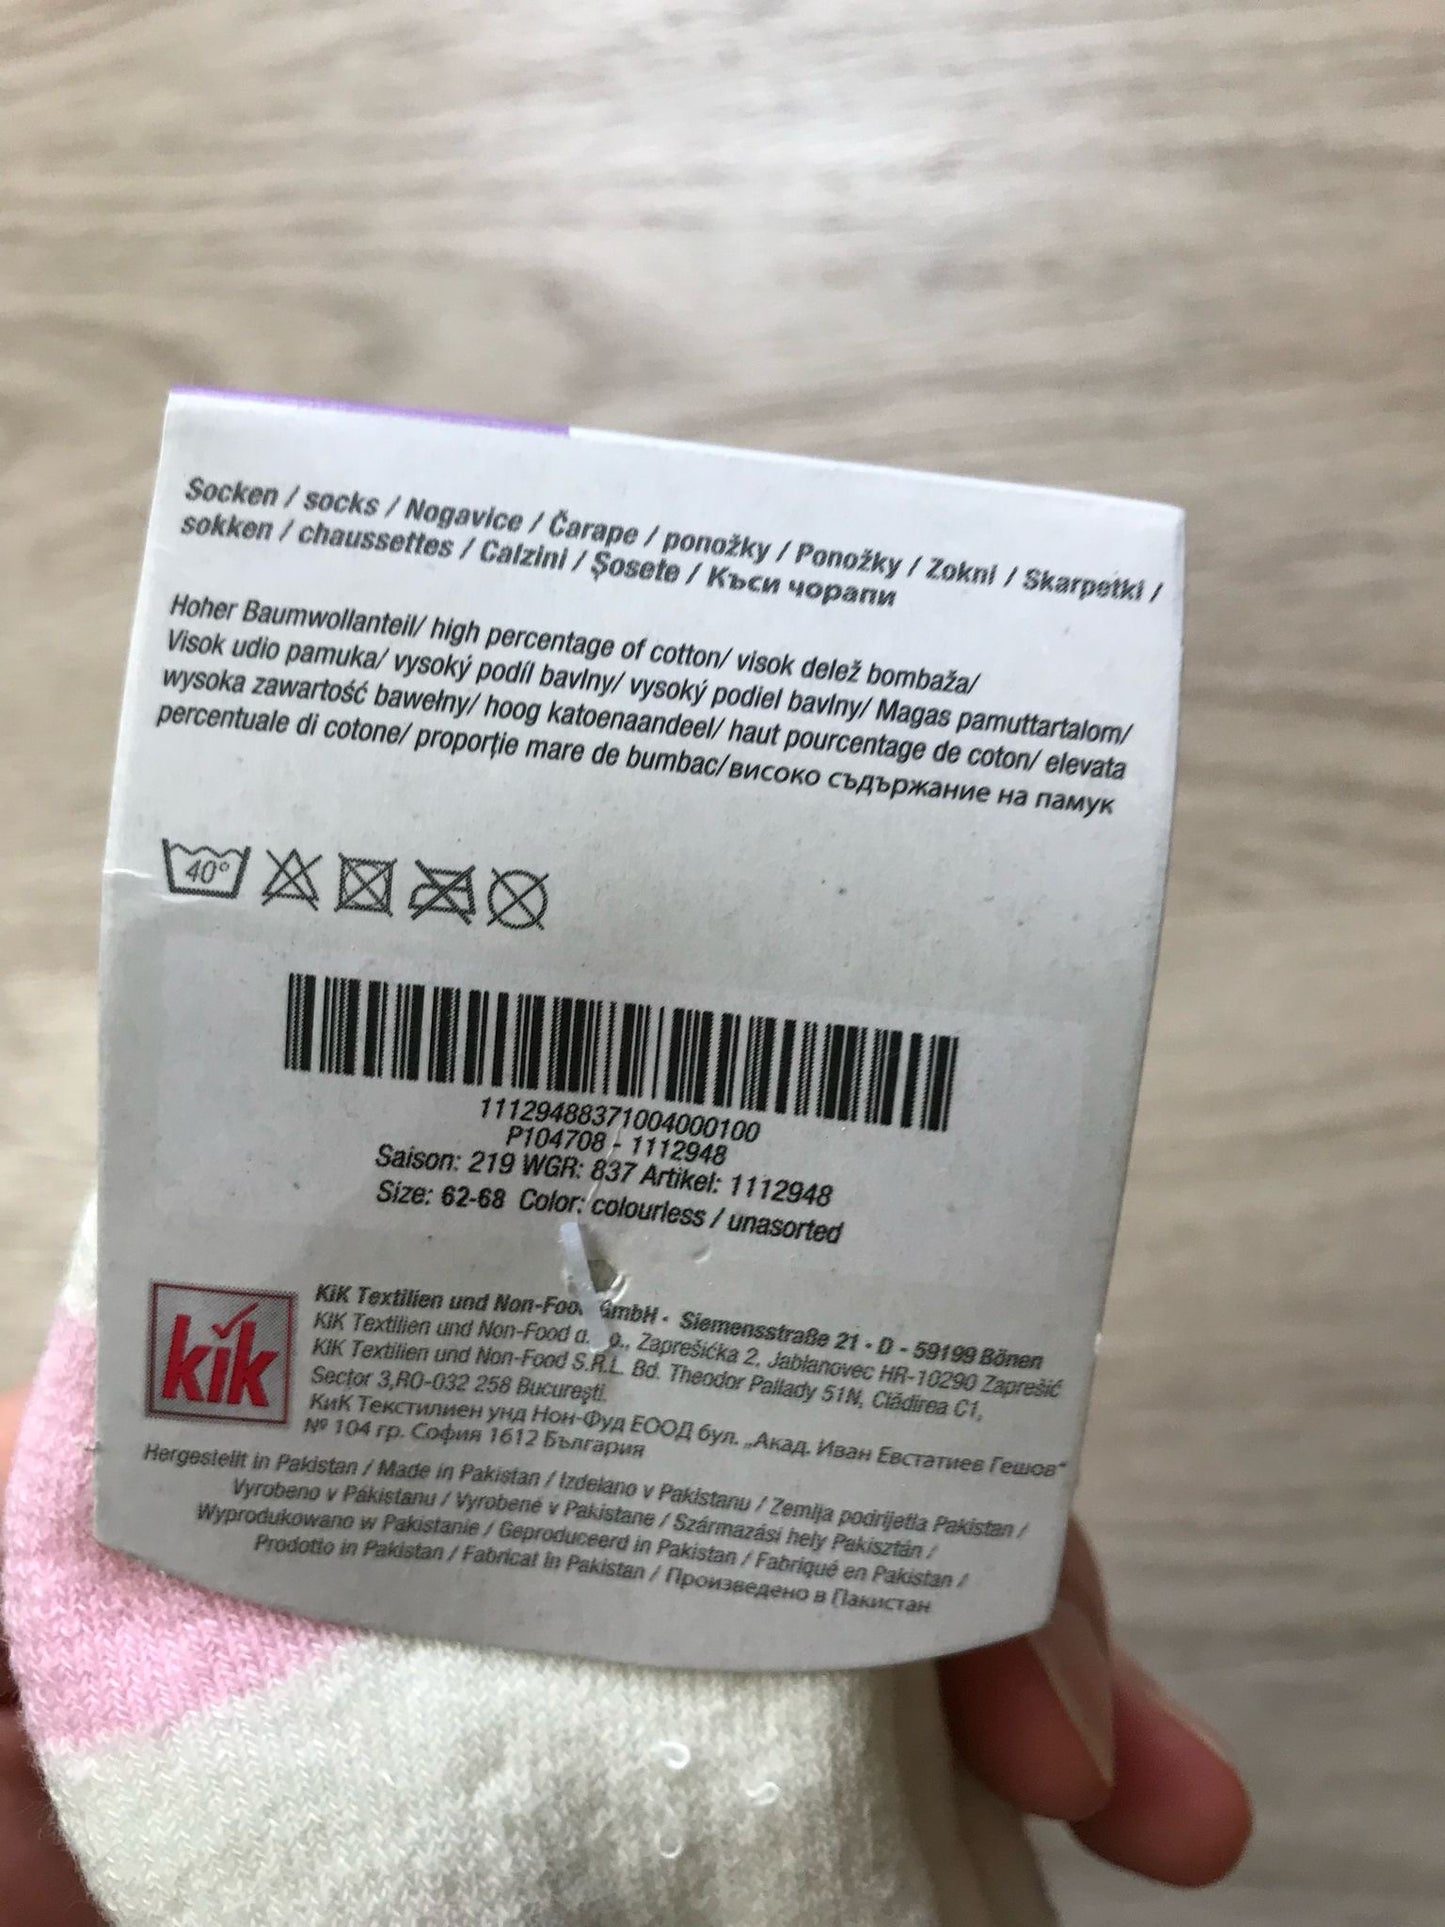 Socken / socks / Nogavice / Čarape / ponožky / Ponožky / Zokni / Skarpetki /
sokken / chaussettes / Calzini / Şosete / Къси чорапи
Hoher Baumwollanteil/ high percentage of cotton/ visok delež bombaža/
Visok udio pamuka/ vysoký podíl bavlny/ vysoký podiel bavlny/ Magas pamuttartalom/
wysoka zawartość bawełny/ hoog katoenaandeel/ haut pourcentage de coton/ elevata
percentuale di cotone/ proporţie mare de bumbac/ високо съдържание на памук
40°
11129488371004000100
P104708 - 1112948
Saison: 219 WGR: 837 Artikel: 1112948
Size: 62-68 Color: colourless / unasorted
kik
KiK Textilien und Non-Foo GmbH • Siemensstraße 21 • D - 59199 Bönen
KIK Textilien und Non-Food d. o., Zaprešićka 2, Jablanovec HR-10290 Zaprešić
KIK Textilien und Non-Food S.R.L. Bd. Theodor Pallady 51N, Clădirea C1,
Sector 3,RO-032 258 Bucureşti.
КиК Текстилиен унд Нон-Фуд ЕООД бул. „Акад. Иван Евстатиев Гешов“
№ 104 гр. София 1612 България
Hergestellt in Pakistan / Made in Pakistan / Izdelano v Pakistanu / Zemlja podrijetla Pakistan /
Vyrobeno v Pákistánu / Vyrobené v Pakistane / Származási hely Pakisztán /
Wyprodukowano w Pakistanie / Geproduceerd in Pakistan / Fabriqué en Pakistan /
Prodotto in Pakistan / Fabricat în Pakistan / Произведено в Пакистан